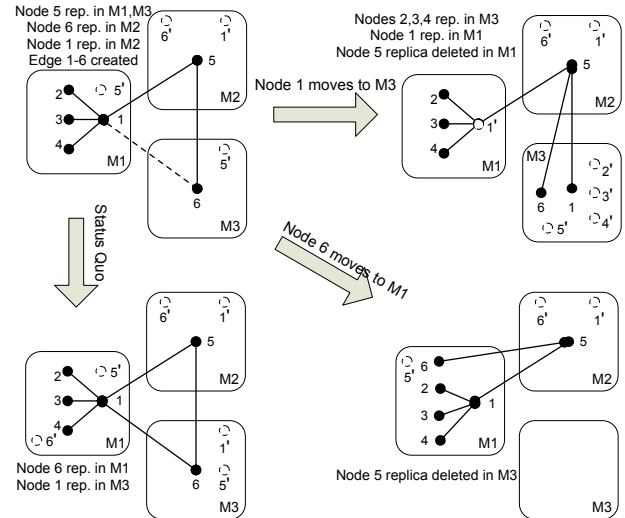 Node 5 rep. in M1,M3
Node 6 rep. in M2
Node 1 rep. in M2
Edge 1-6 created
6' 1'
5
M2
2 5'
3 1
4
M1
5'
6
M3
Node 1 moves to M3
Nodes 2,3,4 rep. in M3
Node 1 rep. in M1
Node 5 replica deleted in M1
6' 1'
5
M2
2
3 1'
4
M1
M3
2'
3'
6 1
4'
5'
Status Quo
Node 6 moves to M1
6' 1'
5
M2
2 5'
3 1
4
6' M1
1'
5'
6
M3
Node 6 rep. in M1
Node 1 rep. in M3
6' 1'
5
M2
6
5'
2 1
3
4 M1
Node 5 replica deleted in M3
M3